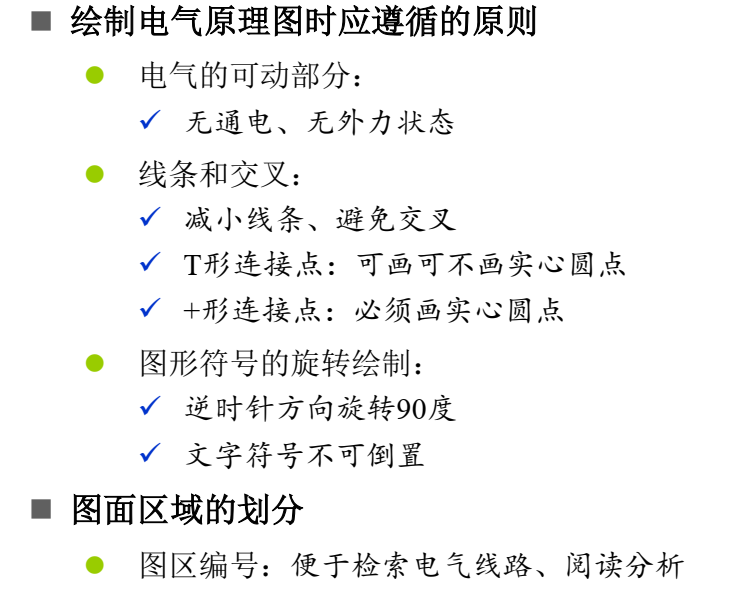 绘制电气原理图时应遵循的原则
电气的可动部分：
无通电、无外力状态
线条和交叉：
减小线条、避免交叉
T形连接点：可画可不画实心圆点
+形连接点：必须画实心圆点
图形符号的旋转绘制：
逆时针方向旋转90度
文字符号不可倒置
图面区域的划分
图区编号：便于检索电气线路、阅读分析